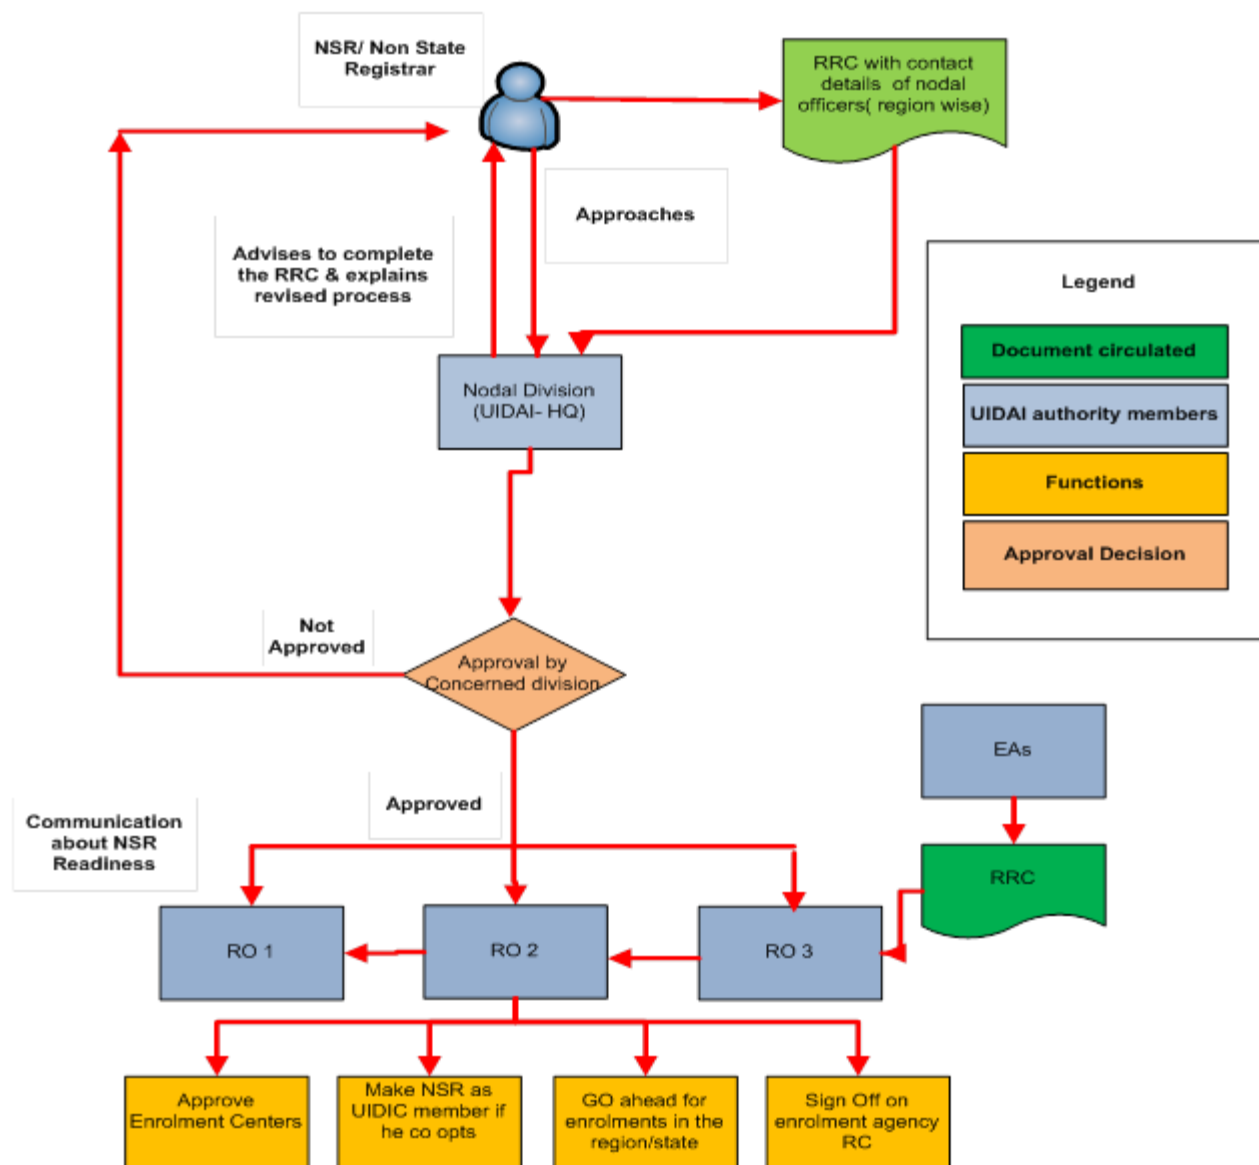 NSR/ Non State
Registrar
RRC with contact
details of nodal
officers( region wise)
Approaches
Advises to complete
the RRC & explains
revised process
Legend
Document circulated
UIDAI authority members
Functions
Approval Decision
Nodal Division
(UIDAI- HQ)
Not
Approved
Approval by
Concerned division
EAs
Approved
Communication
about NSR
Readiness
RRC
RO 1
RO 2
RO 3
Approve
Enrolment Centers
Make NSR as
UIDIC member if
he co opts
GO ahead for
enrolments in the
region/state
Sign Off on
enrolment agency
RC